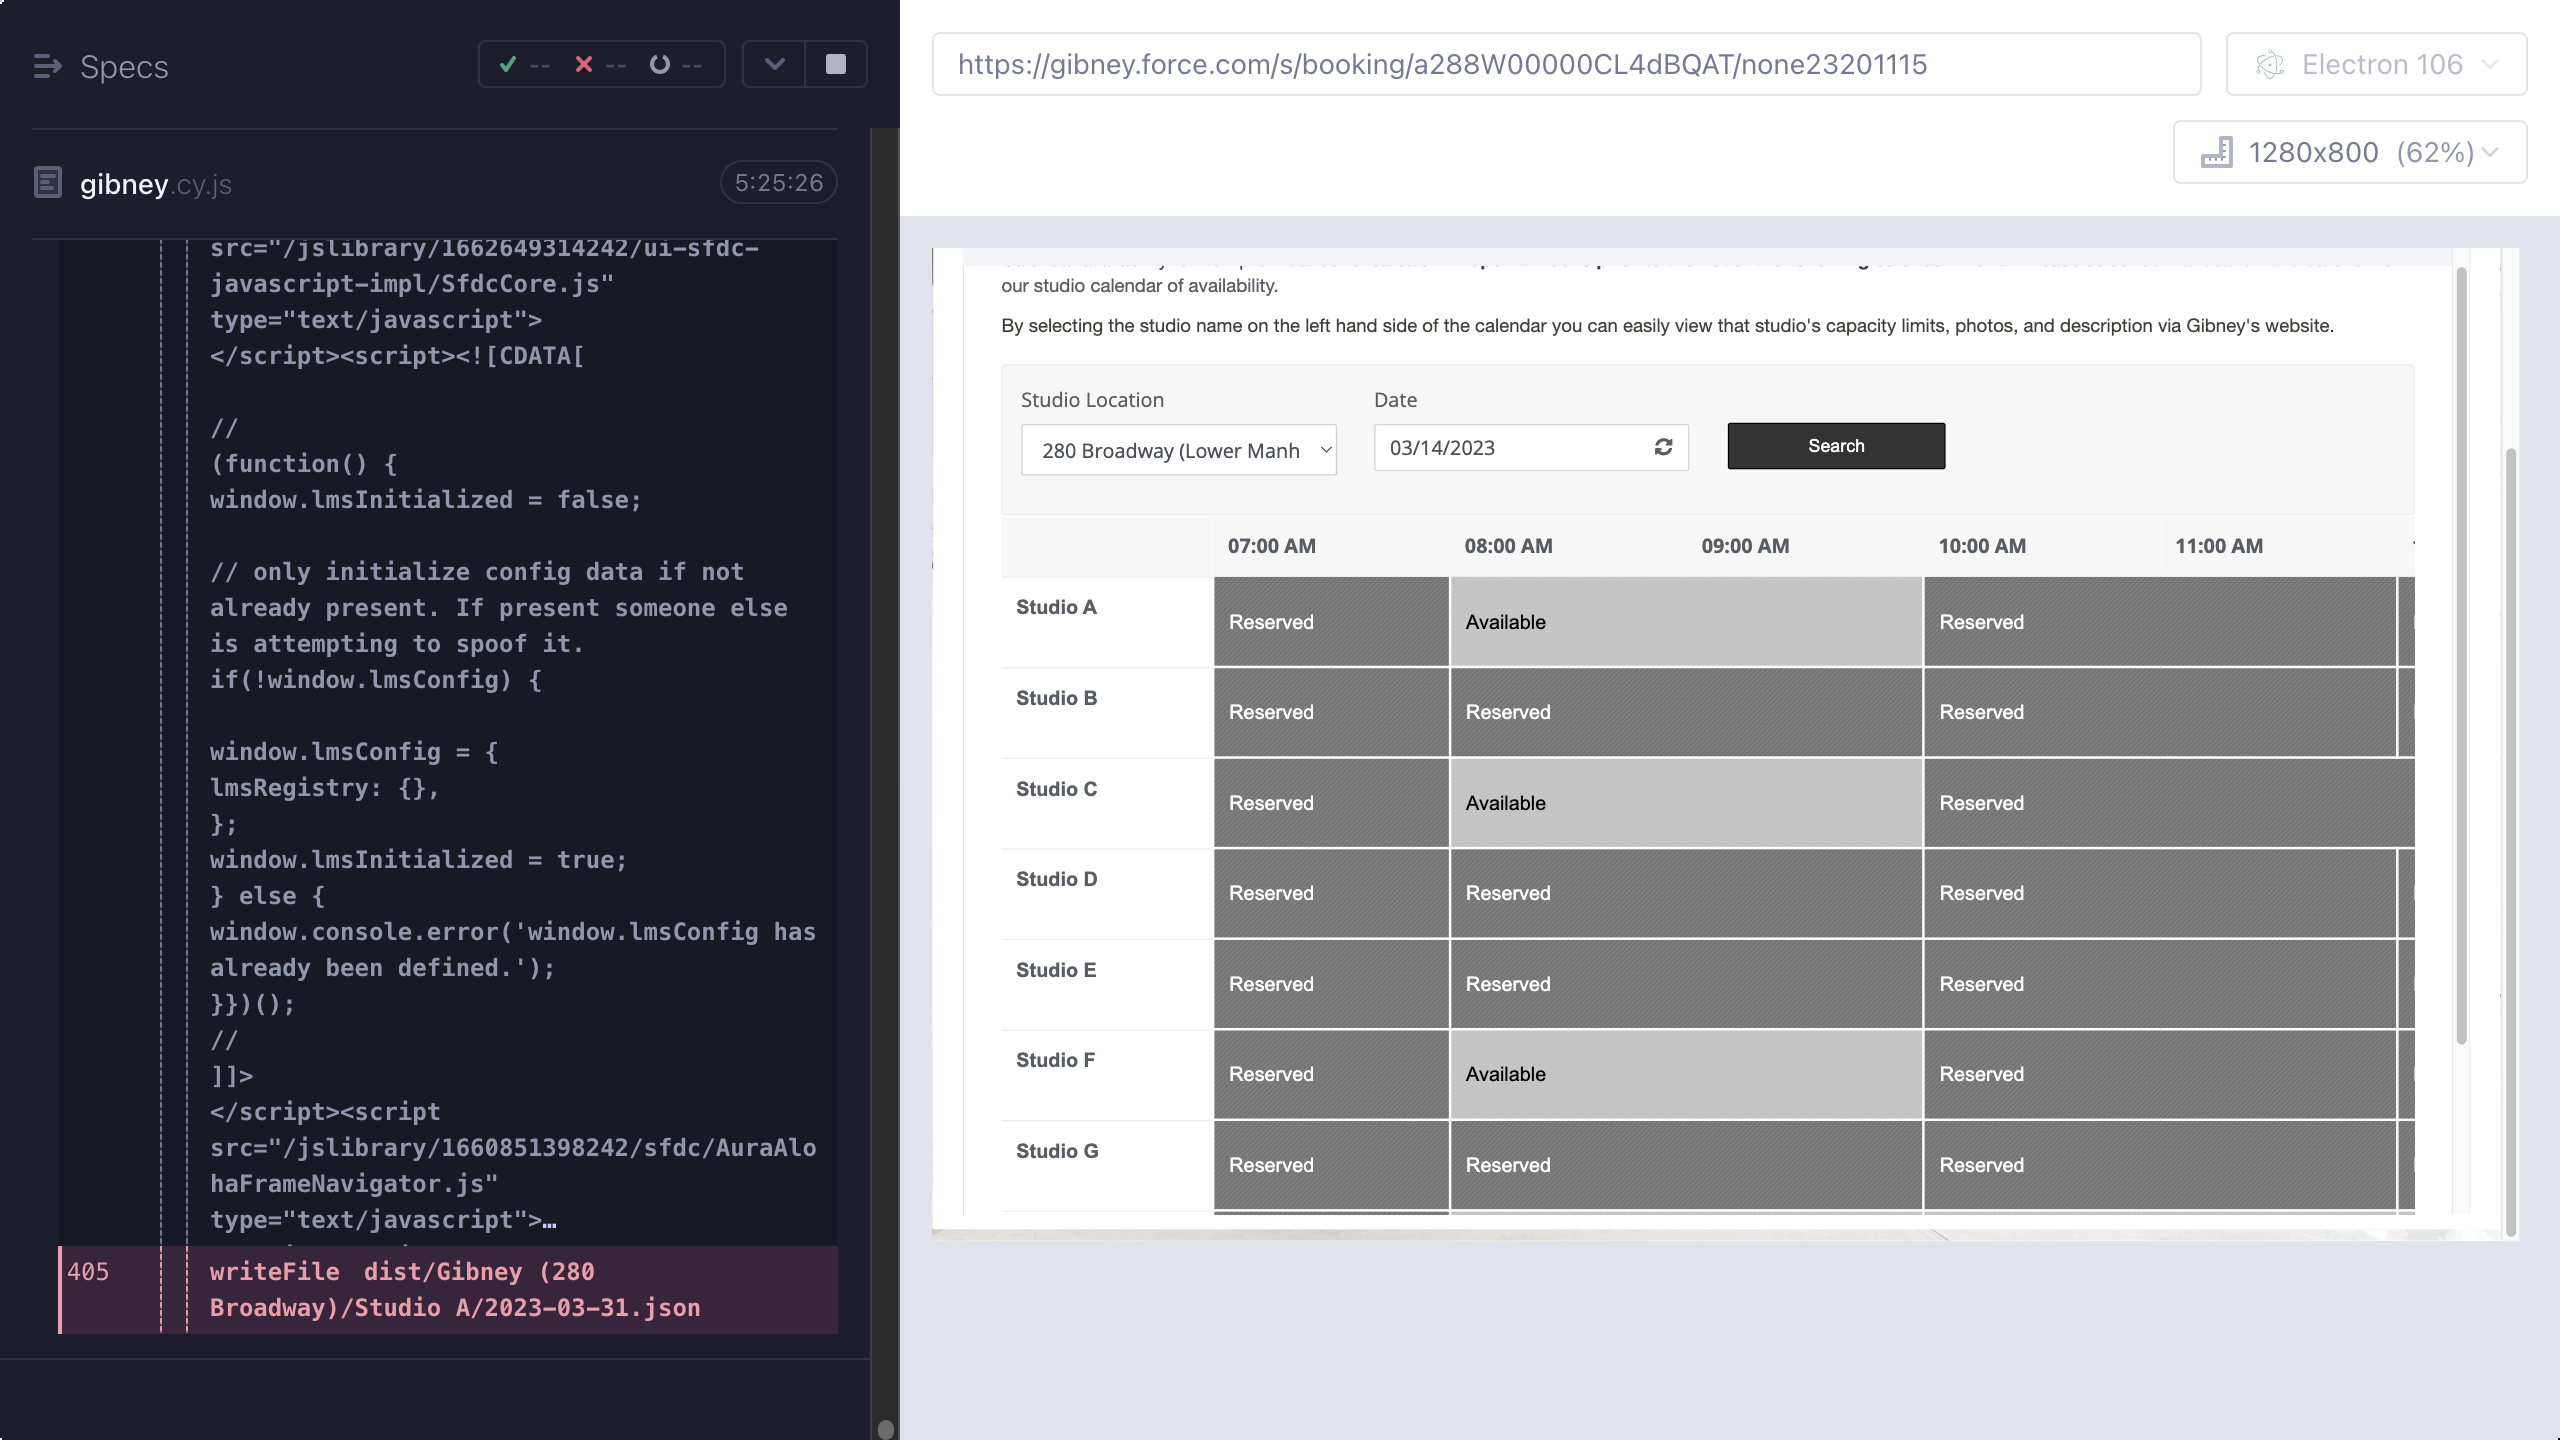 Specs
-- -- --
gibney.cy.js
5:25:26
src="/jslibrary/1662649314242/ui-sfdc-
javascript-impl/SfdcCore.js"
type="text/javascript">
</script><script><![CDATA[
//
(function() {
window.lmsInitialized = false;
// only initialize config data if not
already present. If present someone else
is attempting to spoof it.
if(!window.lmsConfig) {
window.lmsConfig = {
lmsRegistry: {},
};
window.lmsInitialized = true;
} else {
window.console.error('window.lmsConfig has
already been defined.');
}})();
//
]]>
</script><script
src="/jslibrary/1660851398242/sfdc/AuraAlo
haFrameNavigator.js"
type="text/javascript">…
405 writeFile dist/Gibney (280
Broadway)/Studio A/2023-03-31.json
https://gibney.force.com/s/booking/a288W00000CL4dBQAT/none23201115
Electron 106
1280x800 (62%)
our studio calendar of availability.
By selecting the studio name on the left hand side of the calendar you can easily view that studio's capacity limits, photos, and description via Gibney's website.
Studio Location Date
280 Broadway (Lower Manh 03/14/2023 Search
07:00 AM 08:00 AM 09:00 AM 10:00 AM 11:00 AM
Studio A Reserved Available Reserved
Studio B Reserved Reserved Reserved
Studio C Reserved Available Reserved
Studio D Reserved Reserved Reserved
Studio E Reserved Reserved Reserved
Studio F Reserved Available Reserved
Studio G Reserved Reserved Reserved